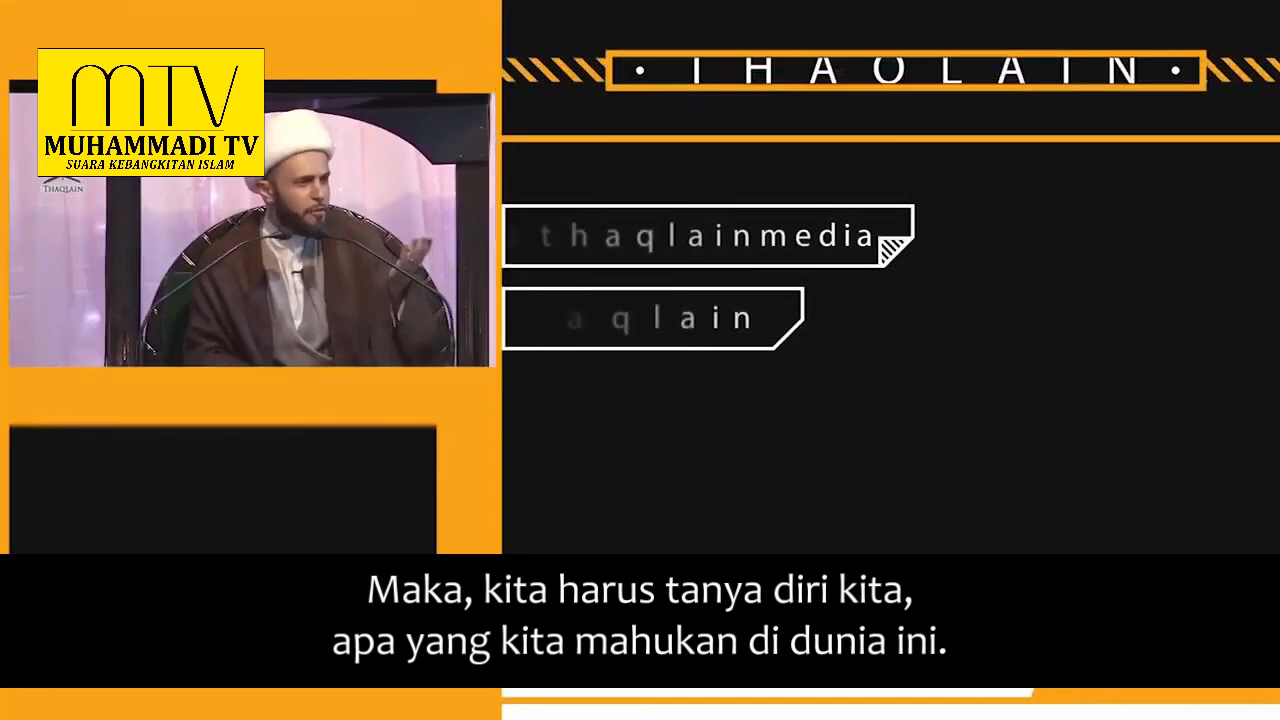 MTV
MUHAMMADI TV
SUARA KEBANGKITAN ISLAM
THAQLAIN
• THAQLAIN •
thaqlainmedia
aqlain
Maka, kita harus tanya diri kita,
apa yang kita mahukan di dunia ini.